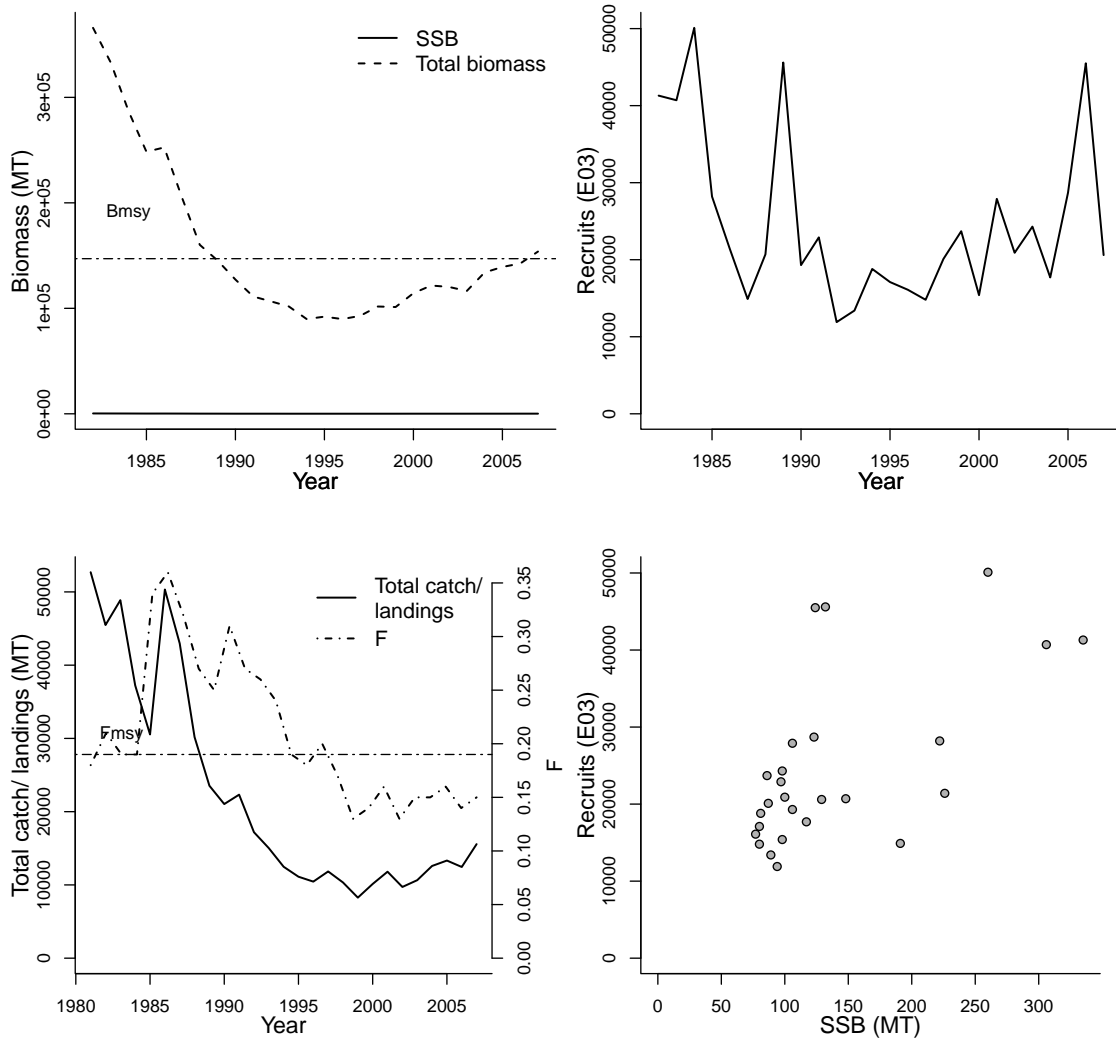 SSB
Total biomass
Bmsy
Biomass (MT)
0e+00 1e+05 2e+05 3e+05
1985 1990 1995 2000 2005
Year
Recruits (E03)
0 10000 20000 30000 40000 50000
1985 1990 1995 2000 2005
Year
Total catch/
landings
F
Fmsy
Total catch/ landings (MT)
0 10000 20000 30000 40000 50000
0.00 0.05 0.10 0.15 0.20 0.25 0.30 0.35
F
1980 1985 1990 1995 2000 2005
Year
Recruits (E03)
0 10000 20000 30000 40000 50000
0 50 100 150 200 250 300
SSB (MT)